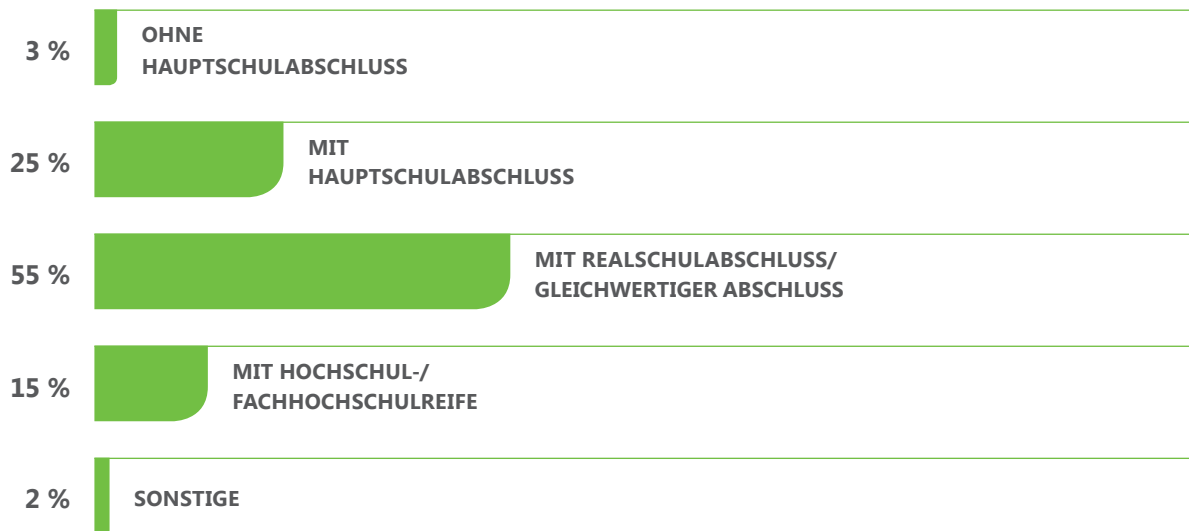 3 %
OHNE
HAUPTSCHULABSCHLUSS
25 %
MIT
HAUPTSCHULABSCHLUSS
55 %
MIT REALSCHULABSCHLUSS/
GLEICHWERTIGER ABSCHLUSS
15 %
MIT HOCHSCHUL-/
FACHHOCHSCHULREIFE
2 %
SONSTIGE